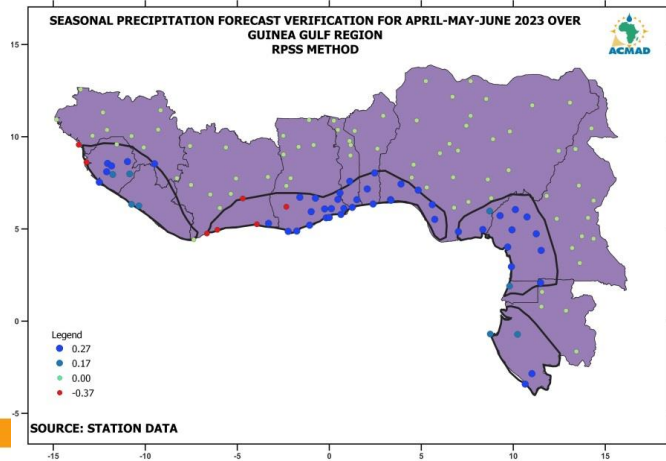 SEASONAL PRECIPITATION FORECAST VERIFICATION FOR APRIL-MAY-JUNE 2023 OVER
GUINEA GULF REGION
RPSS METHOD
ACMAD
15
10
5
0
-5
Legend
0.27
0.17
0.00
-0.37
SOURCE: STATION DATA
-15
-10
-5
0
5
10
15